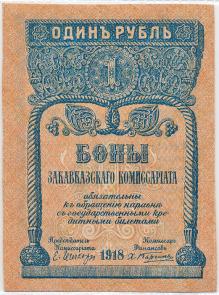 ОДИНЪ РУБЛЬ
1
БОНЫ
ЗАКАВКАЗСКАГО КОМИССАРІАТА
обязательны
къ обращенію наравнѣ
съ государственными кре-
дитными билетами
Предсѣдатель Комиссаріата
Комиссаръ Финансовъ
1918